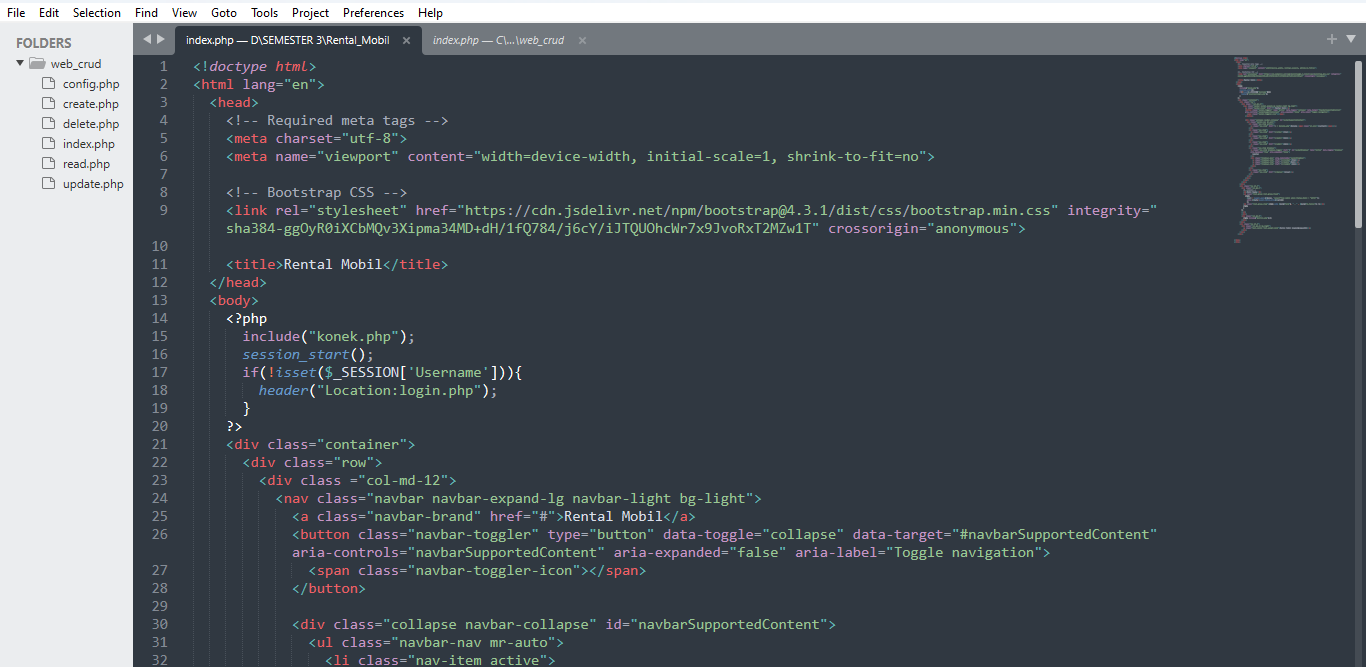 File Edit Selection Find View Goto Tools Project Preferences Help
FOLDERS
web_crud
config.php
create.php
delete.php
index.php
read.php
update.php
index.php — D\SEMESTER 3\Rental_Mobil × index.php — C\...\web_crud ×
1 <!doctype html>
2 <html lang="en">
3 <head>
4 <!-- Required meta tags -->
5 <meta charset="utf-8">
6 <meta name="viewport" content="width=device-width, initial-scale=1, shrink-to-fit=no">
7
8 <!-- Bootstrap CSS -->
9 <link rel="stylesheet" href="https://cdn.jsdelivr.net/npm/bootstrap@4.3.1/dist/css/bootstrap.min.css" integrity="
sha384-ggOyR0iXCbMQv3Xipma34MD+dH/1fQ784/j6cY/iJTQUOhcWr7x9JvoRxT2MZw1T" crossorigin="anonymous">
10
11 <title>Rental Mobil</title>
12 </head>
13 <body>
14 <?php
15 include("konek.php");
16 session_start();
17 if(!isset($_SESSION['Username'])){
18 header("Location:login.php");
19 }
20 ?>
21 <div class="container">
22 <div class="row">
23 <div class ="col-md-12">
24 <nav class="navbar navbar-expand-lg navbar-light bg-light">
25 <a class="navbar-brand" href="#">Rental Mobil</a>
26 <button class="navbar-toggler" type="button" data-toggle="collapse" data-target="#navbarSupportedContent"
aria-controls="navbarSupportedContent" aria-expanded="false" aria-label="Toggle navigation">
27 <span class="navbar-toggler-icon"></span>
28 </button>
29
30 <div class="collapse navbar-collapse" id="navbarSupportedContent">
31 <ul class="navbar-nav mr-auto">
32 <li class="nav-item active">